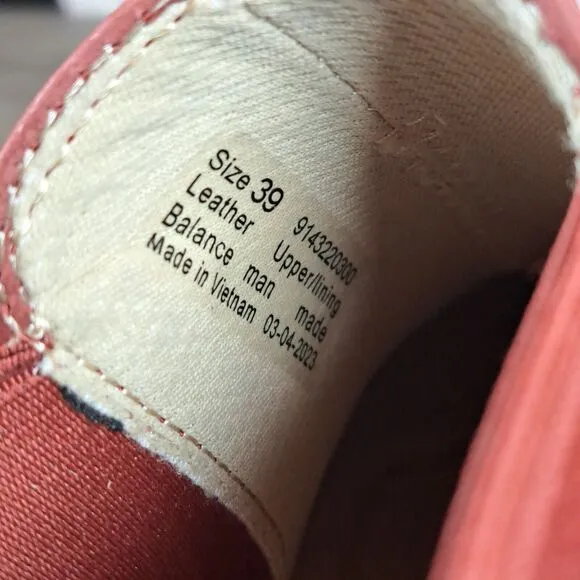 Size 39 9143220300
Leather Upper/lining
Balance man made
Made in Vietnam 03-04-2023